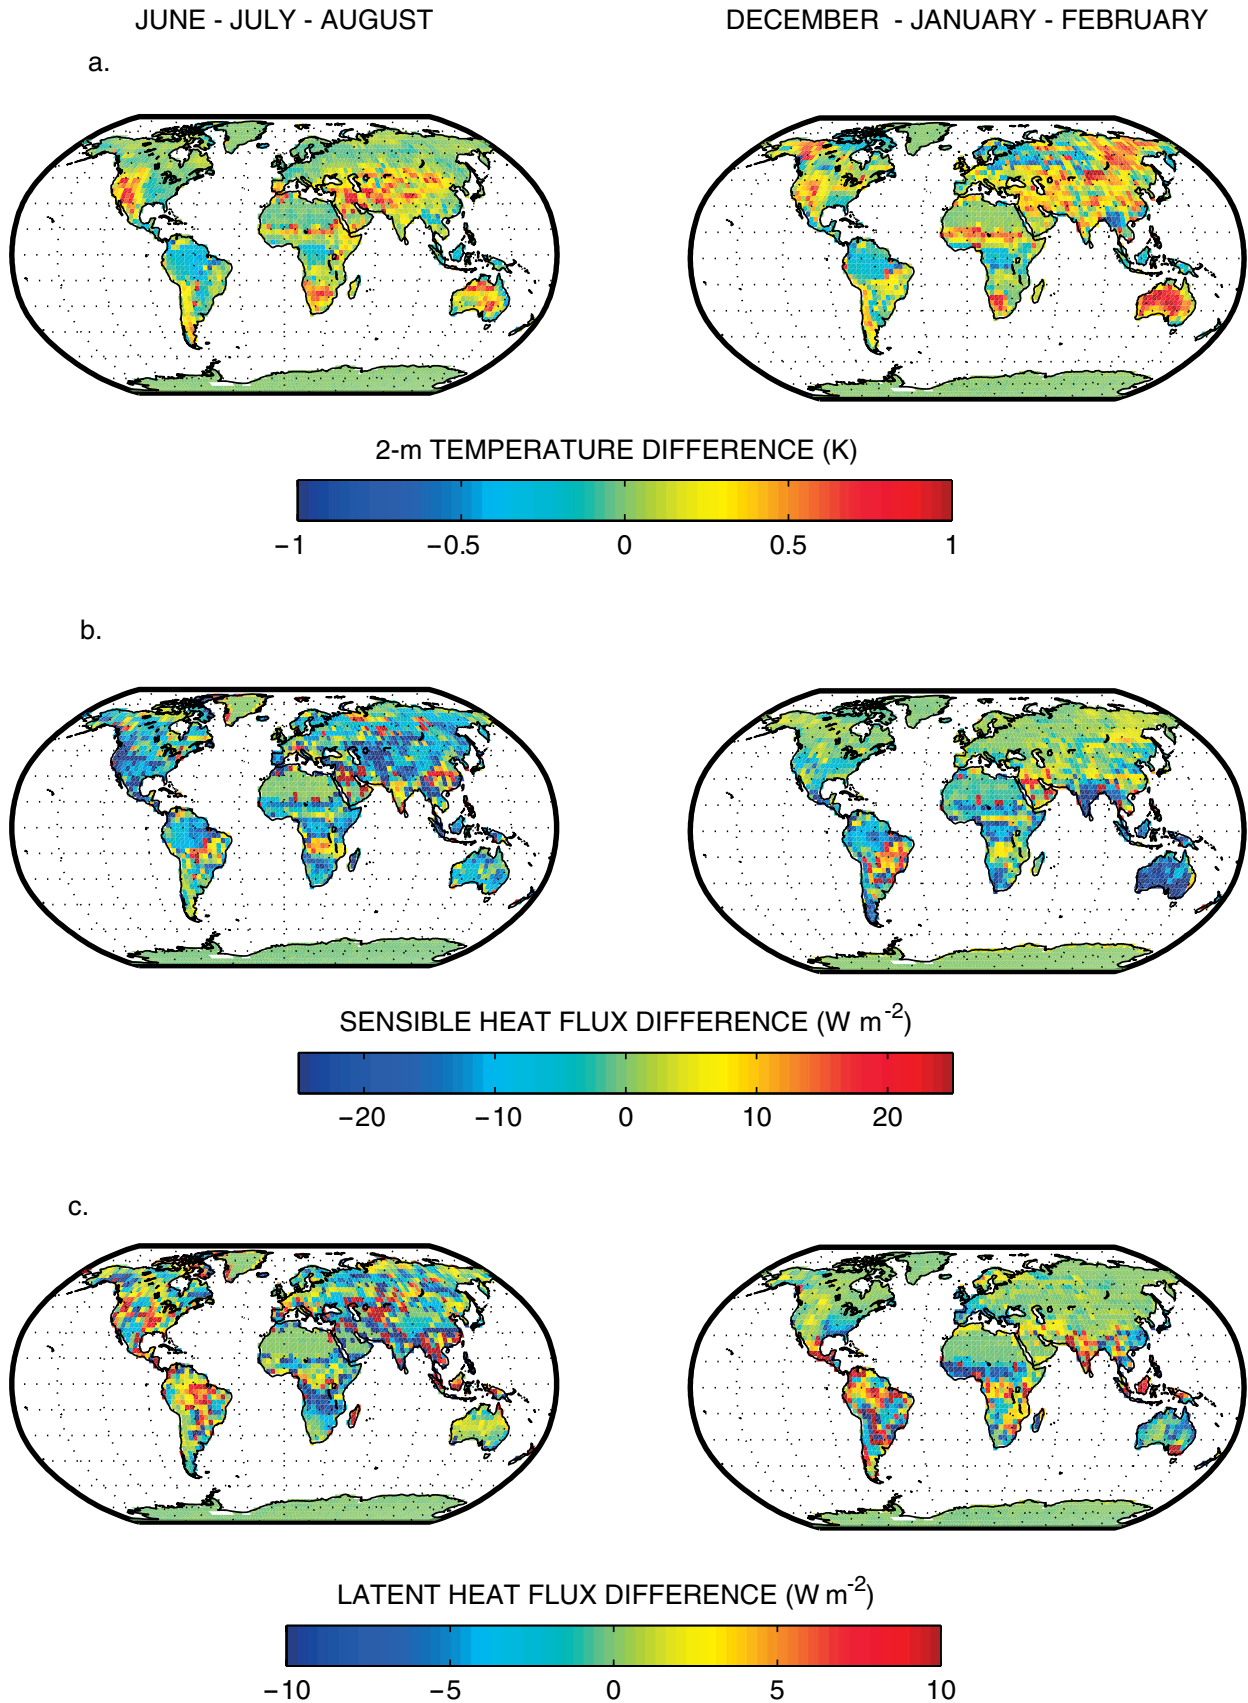 JUNE - JULY - AUGUST
DECEMBER - JANUARY - FEBRUARY
a.
2-m TEMPERATURE DIFFERENCE (K)
−1 −0.5 0 0.5 1
b.
SENSIBLE HEAT FLUX DIFFERENCE (W m-2)
−20 −10 0 10 20
c.
LATENT HEAT FLUX DIFFERENCE (W m-2)
−10 −5 0 5 10